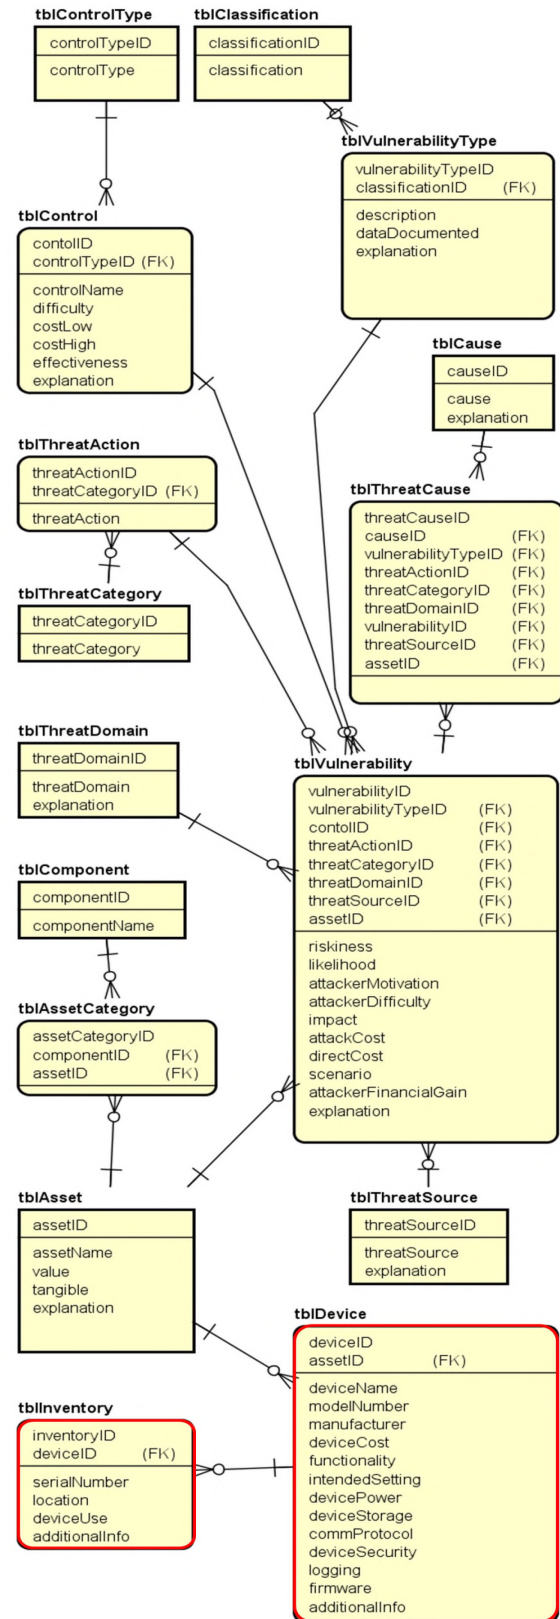 tblControlType
controlTypeID
controlType
tblClassification
classificationID
classification
tblVulnerabilityType
vulnerabilityTypeID
classificationID (FK)
description
dataDocumented
explanation
tblControl
contolID
controlTypeID (FK)
controlName
difficulty
costLow
costHigh
effectiveness
explanation
tblCause
causeID
cause
explanation
tblThreatAction
threatActionID
threatCategoryID (FK)
threatAction
tblThreatCause
threatCauseID
causeID (FK)
vulnerabilityTypeID (FK)
threatActionID (FK)
threatCategoryID (FK)
threatDomainID (FK)
vulnerabilityID (FK)
threatSourceID (FK)
assetID (FK)
tblThreatCategory
threatCategoryID
threatCategory
tblThreatDomain
threatDomainID
threatDomain
explanation
tblVulnerability
vulnerabilityID
vulnerabilityTypeID (FK)
contolID (FK)
threatActionID (FK)
threatCategoryID (FK)
threatDomainID (FK)
threatSourceID (FK)
assetID (FK)
riskiness
likelihood
attackerMotivation
attackerDifficulty
impact
attackCost
directCost
scenario
attackerFinancialGain
explanation
tblComponent
componentID
componentName
tblAssetCategory
assetCategoryID
componentID (FK)
assetID (FK)
tblAsset
assetID
assetName
value
tangible
explanation
tblThreatSource
threatSourceID
threatSource
explanation
tblDevice
deviceID
assetID (FK)
deviceName
modelNumber
manufacturer
deviceCost
functionality
intendedSetting
devicePower
deviceStorage
commProtocol
deviceSecurity
logging
firmware
additionalInfo
tblInventory
inventoryID
deviceID (FK)
serialNumber
location
deviceUse
additionalInfo